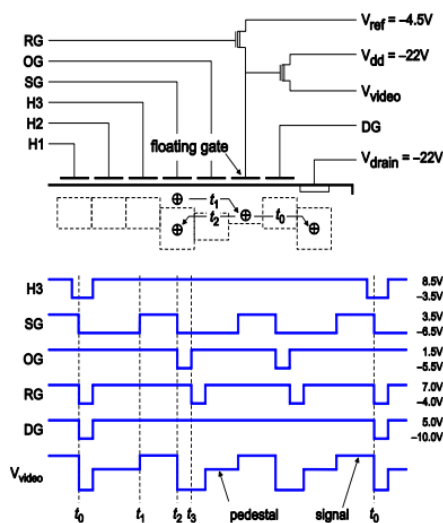 V_ref = –4.5V
RG
OG
V_dd = –22V
SG
V_video
H3
H2
floating gate
DG
H1
V_drain = –22V
t_1
t_2
t_0
H3
8.5V
–3.5V
SG
3.5V
–6.5V
OG
1.5V
–5.5V
RG
7.0V
–4.0V
DG
5.0V
–10.0V
V_video
t_0
t_1
t_2
t_3
pedestal
signal
t_0